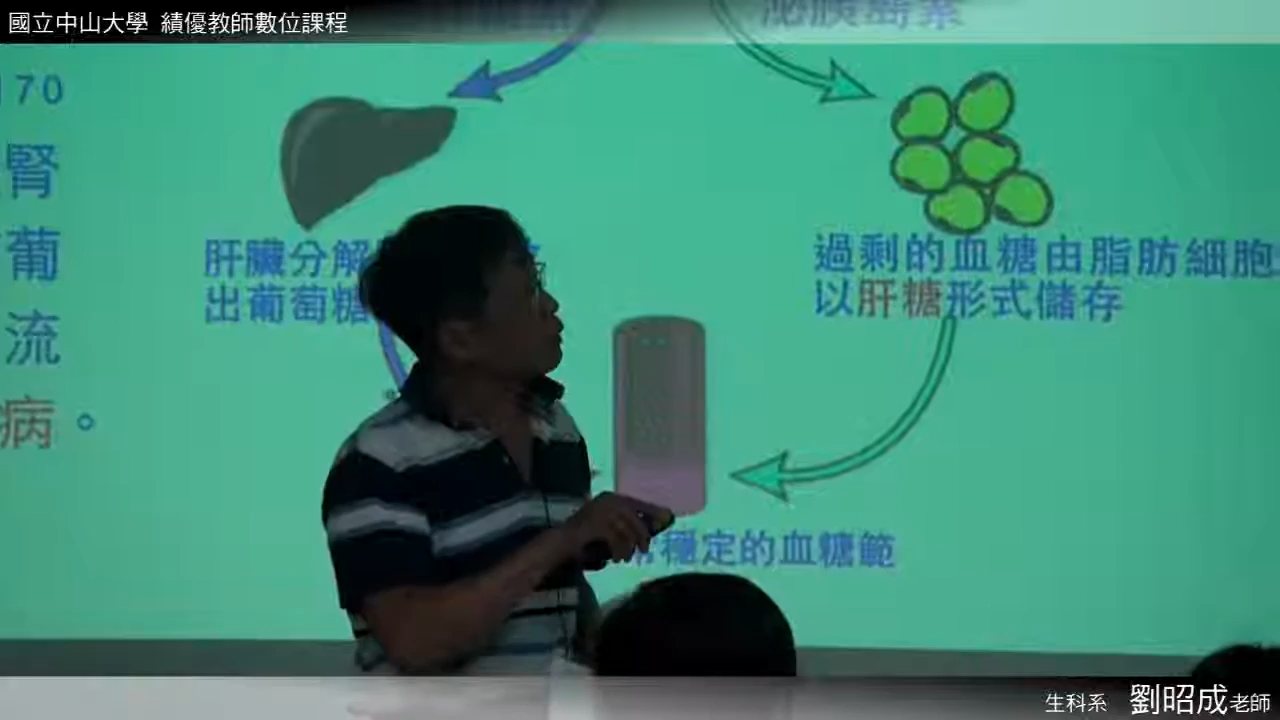 國立中山大學 績優教師數位課程
泌胰島素
170
腎
葡
流
病。
肝臟分解
出葡萄糖
過剩的血糖由脂肪細胞
以肝糖形式儲存
常穩定的血糖範
生科系 劉昭成老師